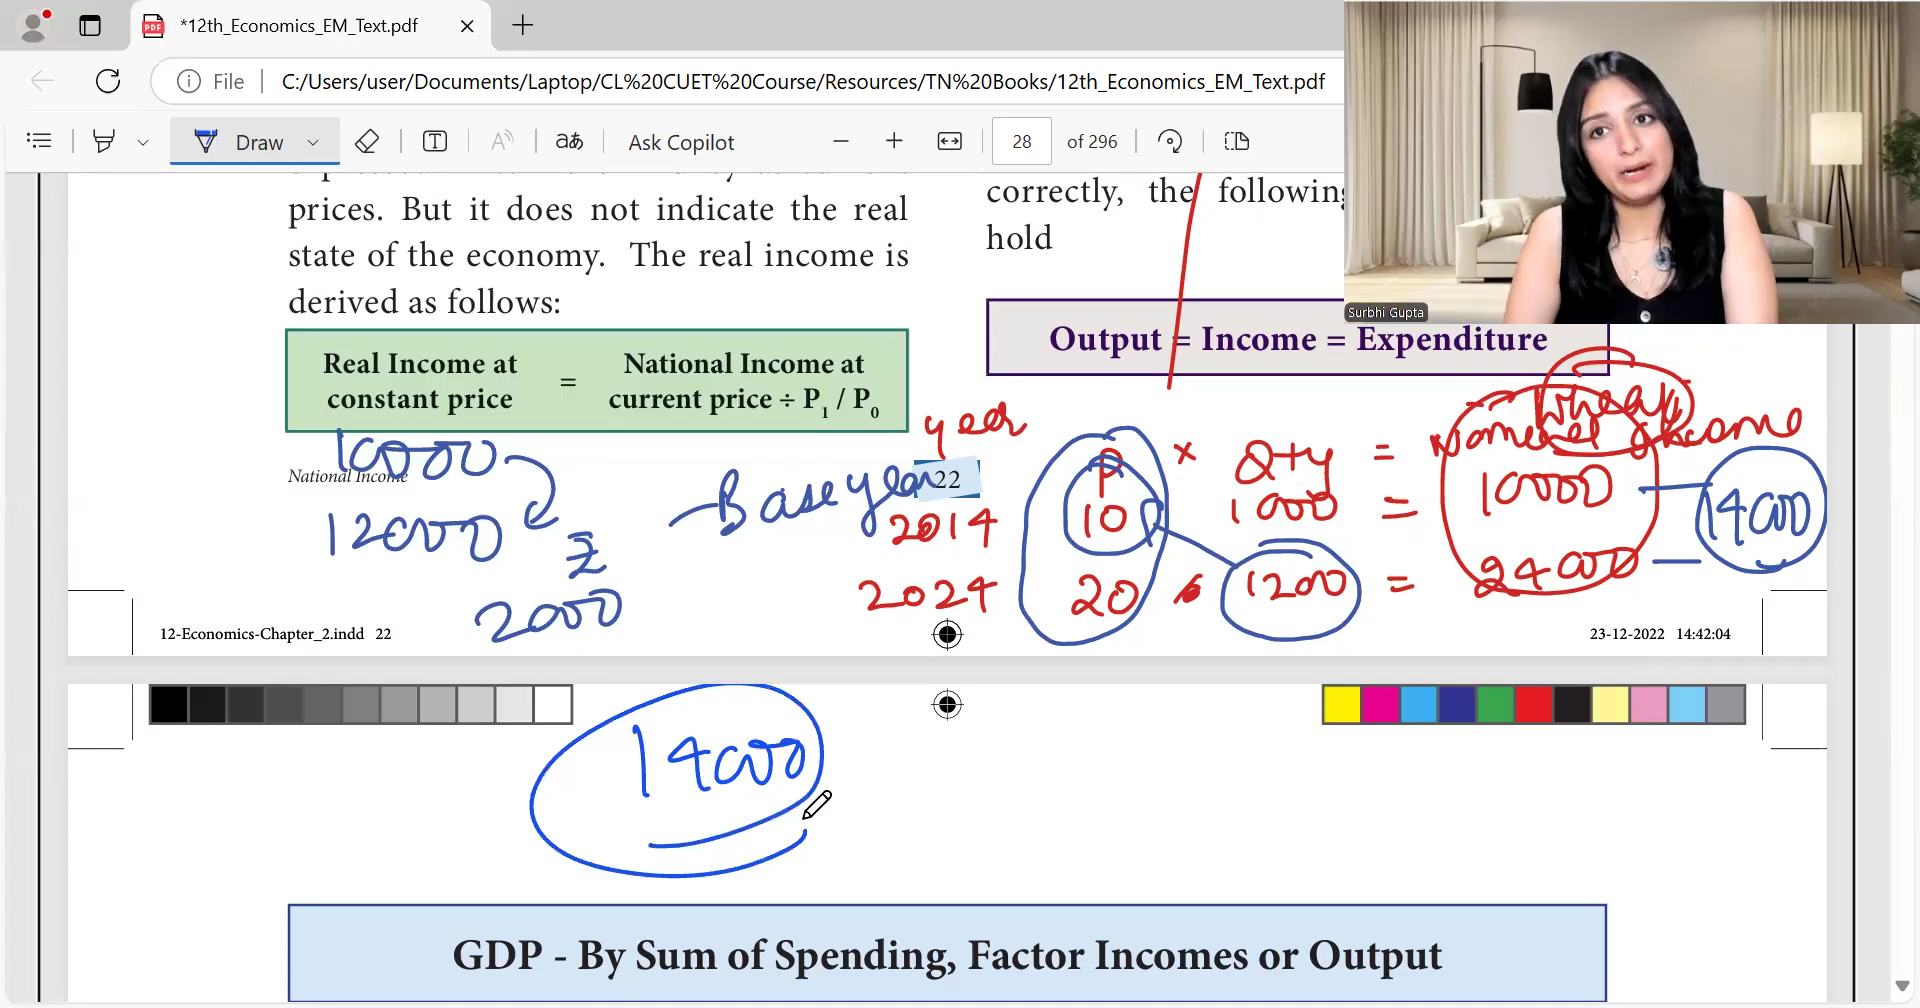 *12th_Economics_EM_Text.pdf
File
C:/Users/user/Documents/Laptop/CL%20CUET%20Course/Resources/TN%20Books/12th_Economics_EM_Text.pdf
Draw
Ask Copilot
28 of 296
Surbhi Gupta
prices. But it does not indicate the real
state of the economy. The real income is
derived as follows:
Real Income at constant price = National Income at current price ÷ P1 / P0
correctly, the following
hold
Output = Income = Expenditure
wheat
year P × Qty = Nominal Income
Base year 2014 10 1000 = 10000 — 14000
2024 20 1200 = 24000 —
10000
12000
2000
National Income
22
12-Economics-Chapter_2.indd 22
23-12-2022 14:42:04
14000
GDP - By Sum of Spending, Factor Incomes or Output